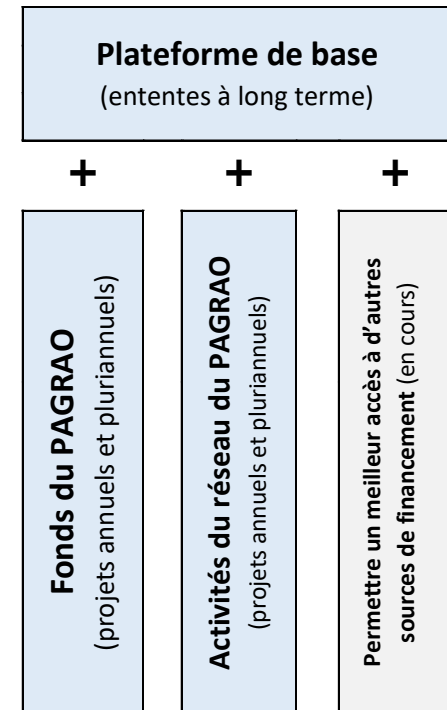 Plateforme de base
(ententes à long terme)
+ + +
Fonds du PAGRAO
(projets annuels et pluriannuels)
Activités du réseau du PAGRAO
(projets annuels et pluriannuels)
Permettre un meilleur accès à d’autres
sources de financement (en cours)